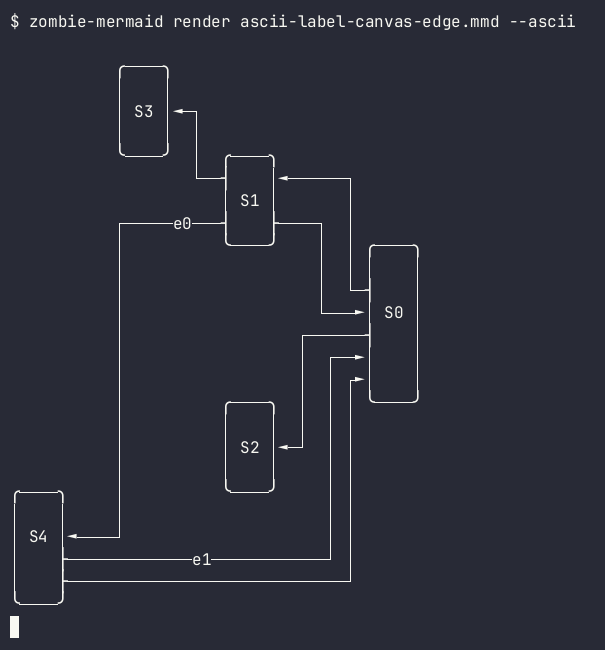 $ zombie-mermaid render ascii-label-canvas-edge.mmd --ascii
S3
S1
e0
S0
S2
S4
e1